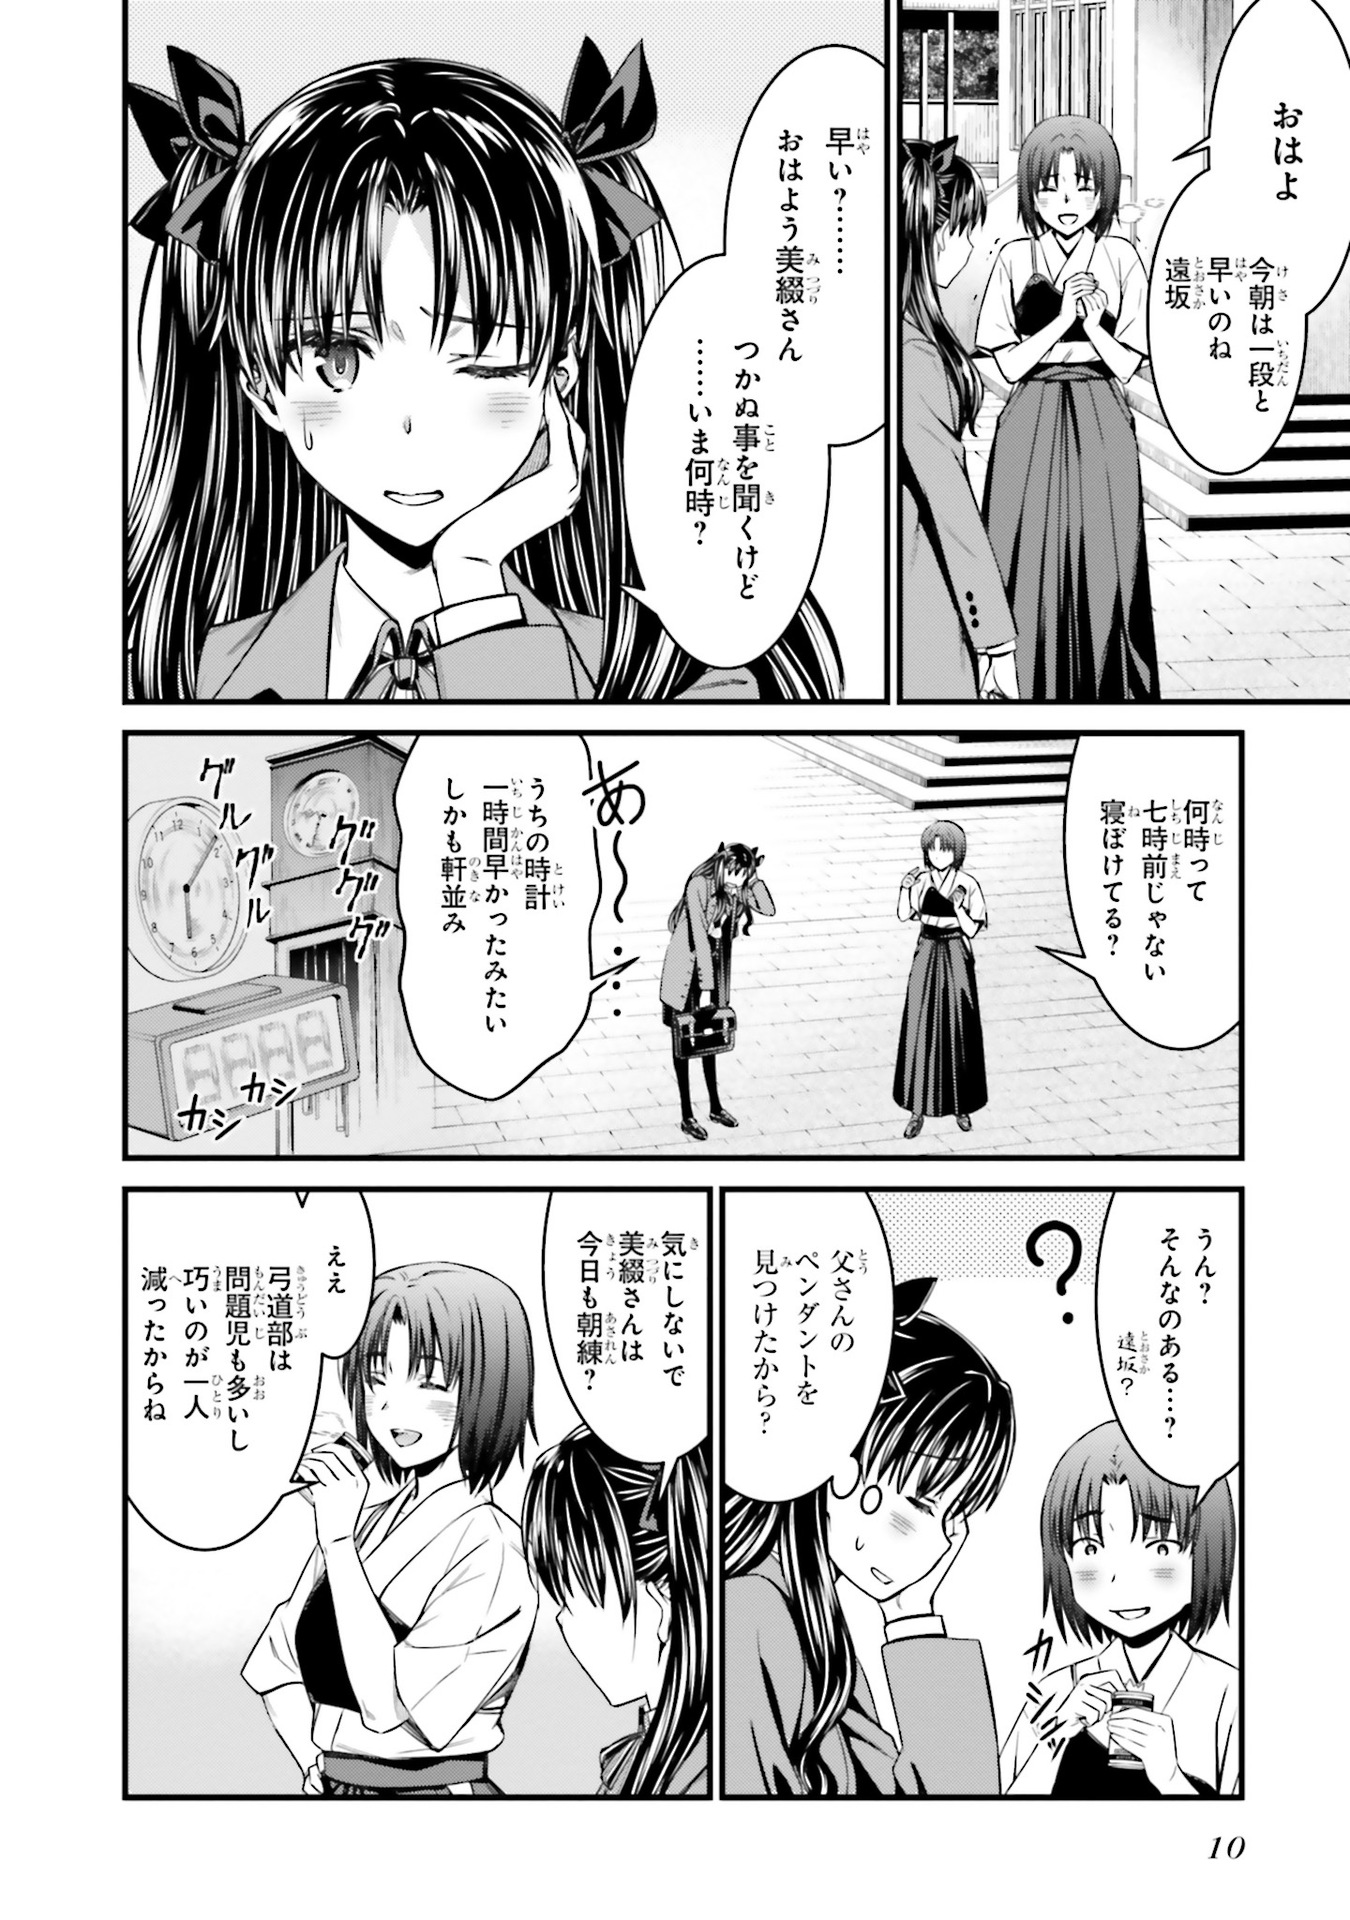 おはよ
今朝は一段と
早いのね
遠坂
早い?……
おはよう美綴さん
つかぬ事を聞くけど
……いま何時?
何時って
七時前じゃない
寝ぼけてる?
あ〜〜…
うちの時計
一時間早かったみたい
しかも軒並み
グルグル
グルグル
グルグル
カシカシ
うん?
そんなのある…?
遠坂?
?
カシュ
父さんの
ペンダントを
見つけたから?
気にしないで
美綴さんは
今日も朝練?
ええ
弓道部は
問題児も多いし
巧いのが一人
減ったからね
10